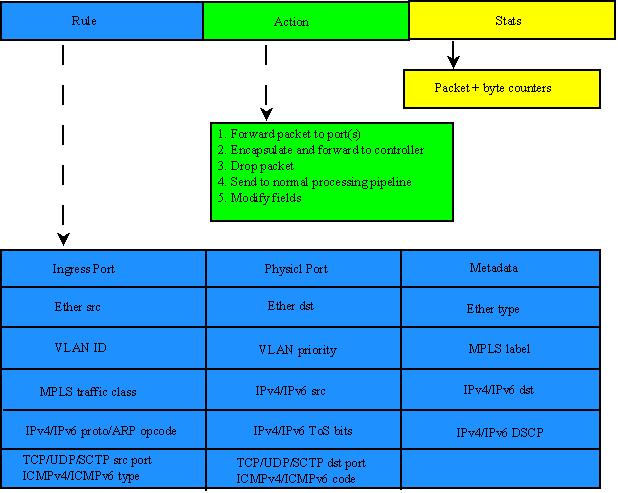 Rule
Action
Stats
Packet + byte counters
1. Forward packet to port(s)
2. Encapsulate and forward to controller
3. Drop packet
4. Send to normal processing pipeline
5. Modify fields
Ingress Port
Physicl Port
Metadata
Ether src
Ether dst
Ether type
VLAN ID
VLAN priority
MPLS label
MPLS traffic class
IPv4/IPv6 src
IPv4/IPv6 dst
IPv4/IPv6 proto/ARP opcode
IPv4/IPv6 ToS bits
IPv4/IPv6 DSCP
TCP/UDP/SCTP src port
ICMPv4/ICMPv6 type
TCP/UDP/SCTP dst port
ICMPv4/ICMPv6 code